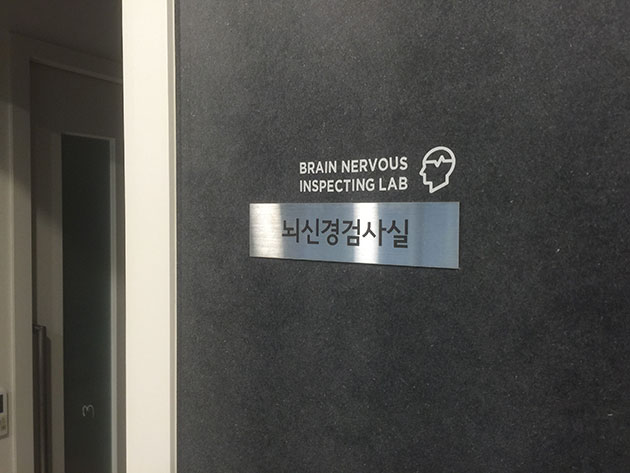 BRAIN NERVOUS
INSPECTING LAB
뇌신경검사실